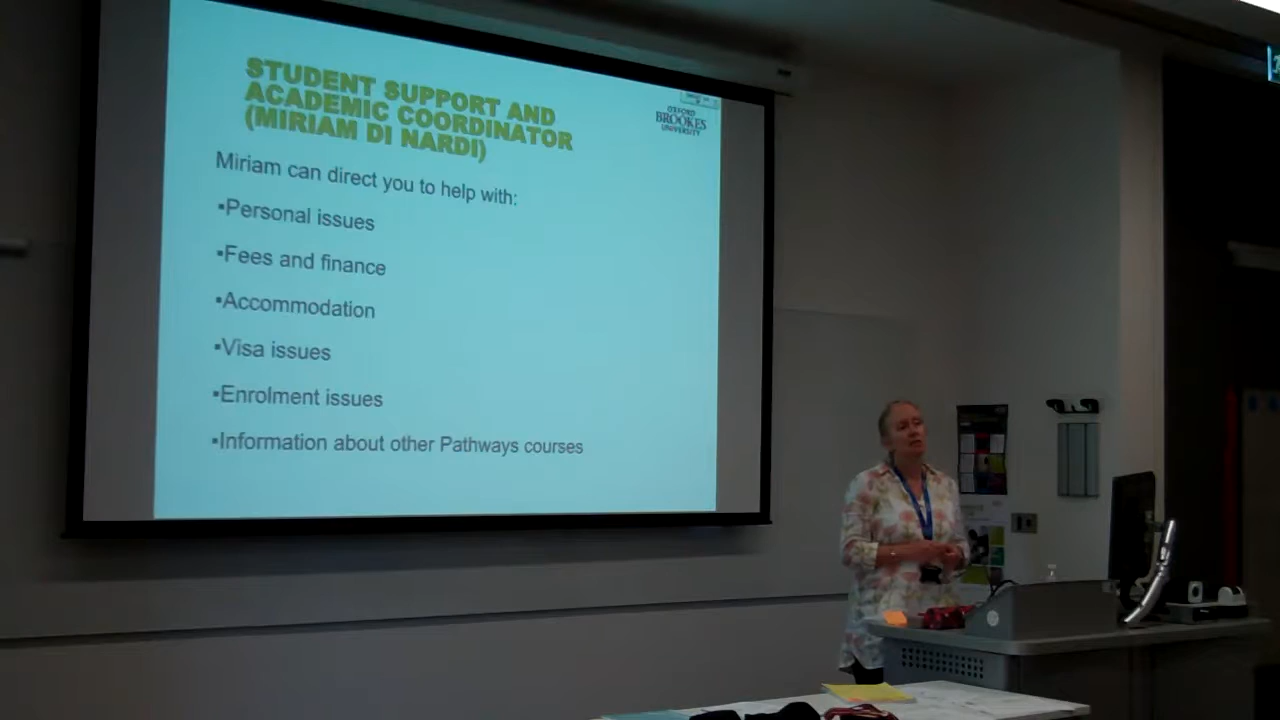 STUDENT SUPPORT AND
ACADEMIC COORDINATOR
(MIRIAM DI NARDI)
OXFORD
BROOKES
UNIVERSITY
Miriam can direct you to help with:
▪Personal issues
▪Fees and finance
▪Accommodation
▪Visa issues
▪Enrolment issues
▪Information about other Pathways courses